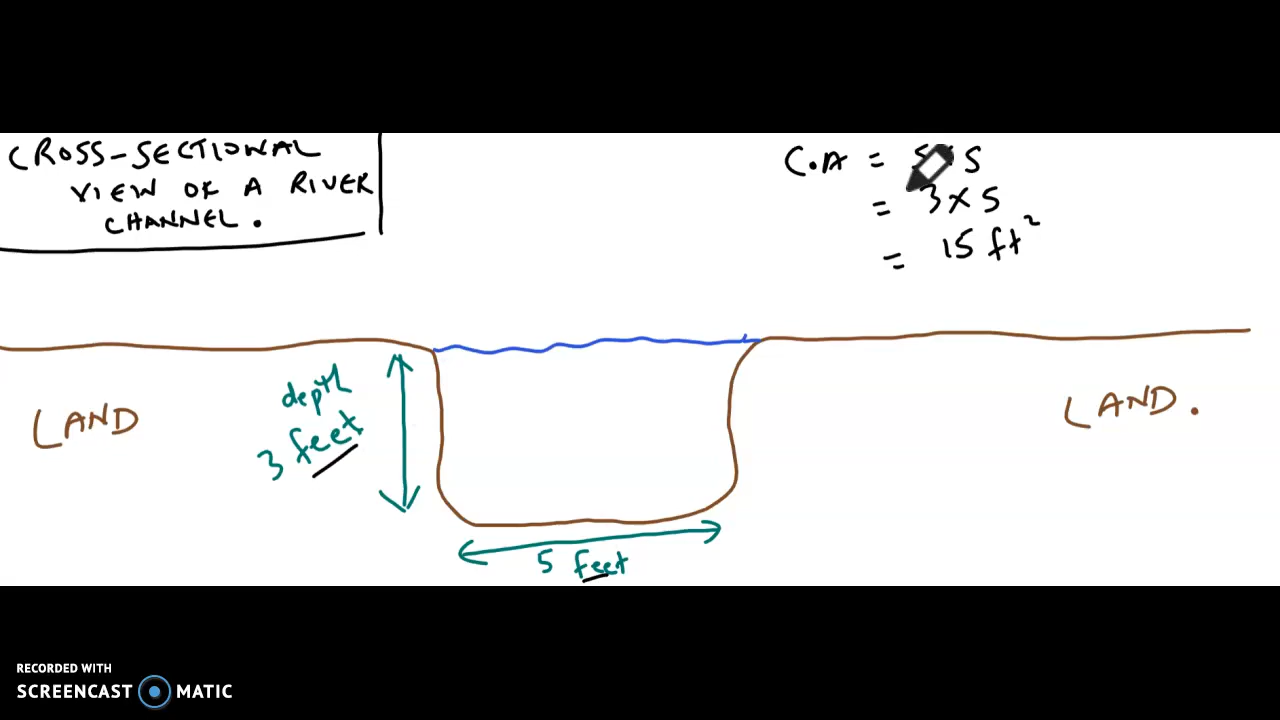 CROSS-SECTIONAL
VIEW OF A RIVER
CHANNEL.
C.A = 5
= 3 x 5
= 15 ft²
depth
3 feet
LAND
LAND.
5 feet
RECORDED WITH
SCREENCAST MATIC